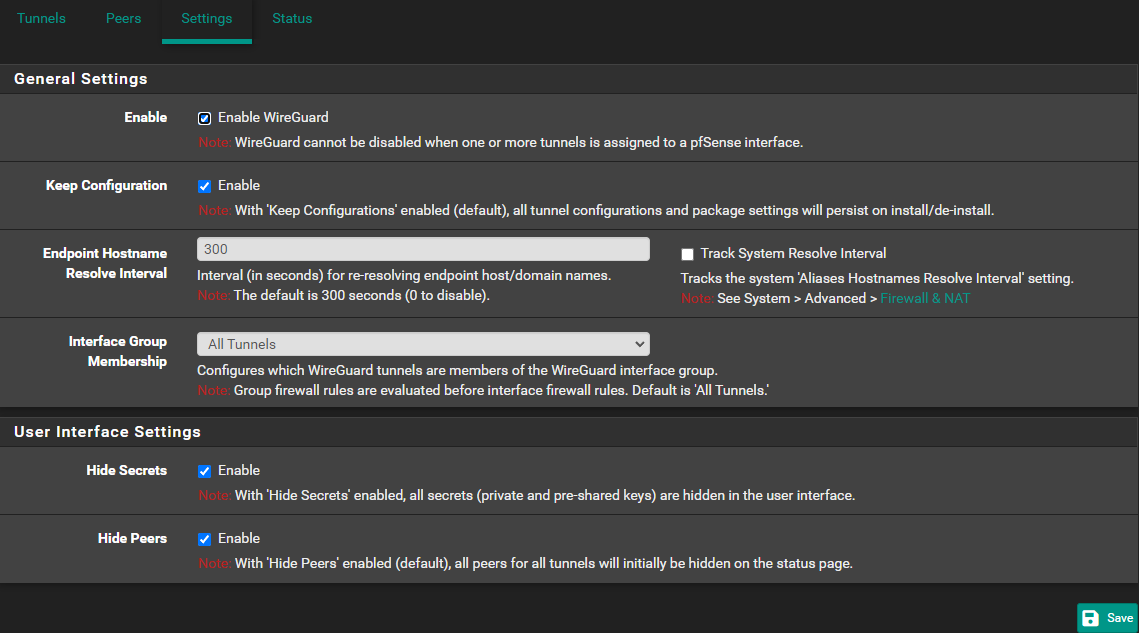 Tunnels Peers Settings Status
General Settings
Enable Enable WireGuard
Note: WireGuard cannot be disabled when one or more tunnels is assigned to a pfSense interface.
Keep Configuration Enable
Note: With 'Keep Configurations' enabled (default), all tunnel configurations and package settings will persist on install/de-install.
Endpoint Hostname
Resolve Interval
300
Interval (in seconds) for re-resolving endpoint host/domain names.
Note: The default is 300 seconds (0 to disable).
Track System Resolve Interval
Tracks the system 'Aliases Hostnames Resolve Interval' setting.
Note: See System > Advanced > Firewall & NAT
Interface Group
Membership
All Tunnels
Configures which WireGuard tunnels are members of the WireGuard interface group.
Note: Group firewall rules are evaluated before interface firewall rules. Default is 'All Tunnels.'
User Interface Settings
Hide Secrets Enable
Note: With 'Hide Secrets' enabled, all secrets (private and pre-shared keys) are hidden in the user interface.
Hide Peers Enable
Note: With 'Hide Peers' enabled (default), all peers for all tunnels will initially be hidden on the status page.
Save